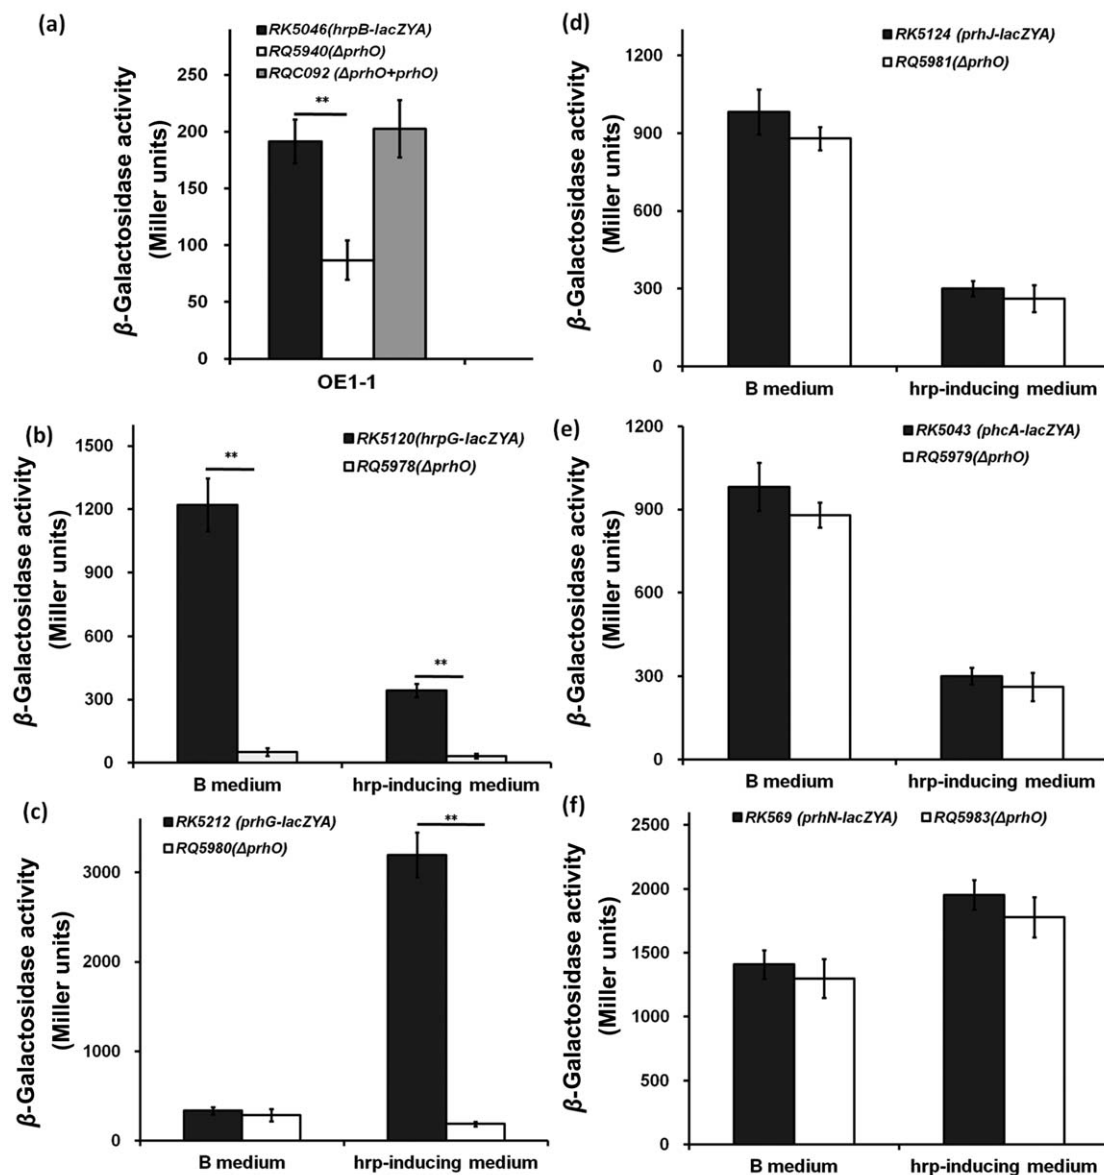 (a)
RK5046(hrpB-lacZYA)
RQ5940(ΔprhO)
RQC092 (ΔprhO+prhO)
β-Galactosidase activity
(Miller units)
250
200
150
100
50
0
**
OE1-1
(b)
RK5120(hrpG-lacZYA)
RQ5978(ΔprhO)
β-Galactosidase activity
(Miller units)
1500
1200
900
600
300
0
**
**
B medium
hrp-inducing medium
(c)
RK5212 (prhG-lacZYA)
RQ5980(ΔprhO)
β-Galactosidase activity
(Miller units)
3000
2000
1000
0
**
B medium
hrp-inducing medium
(d)
RK5124 (prhJ-lacZYA)
RQ5981(ΔprhO)
β-Galactosidase activity
(Miller units)
1200
900
600
300
0
B medium
hrp-inducing medium
(e)
RK5043 (phcA-lacZYA)
RQ5979(ΔprhO)
β-Galactosidase activity
(Miller units)
1200
900
600
300
0
B medium
hrp-inducing medium
(f)
RK569 (prhN-lacZYA) RQ5983(ΔprhO)
β-Galactosidase activity
(Miller units)
2500
2000
1500
1000
500
0
B medium
hrp-inducing medium